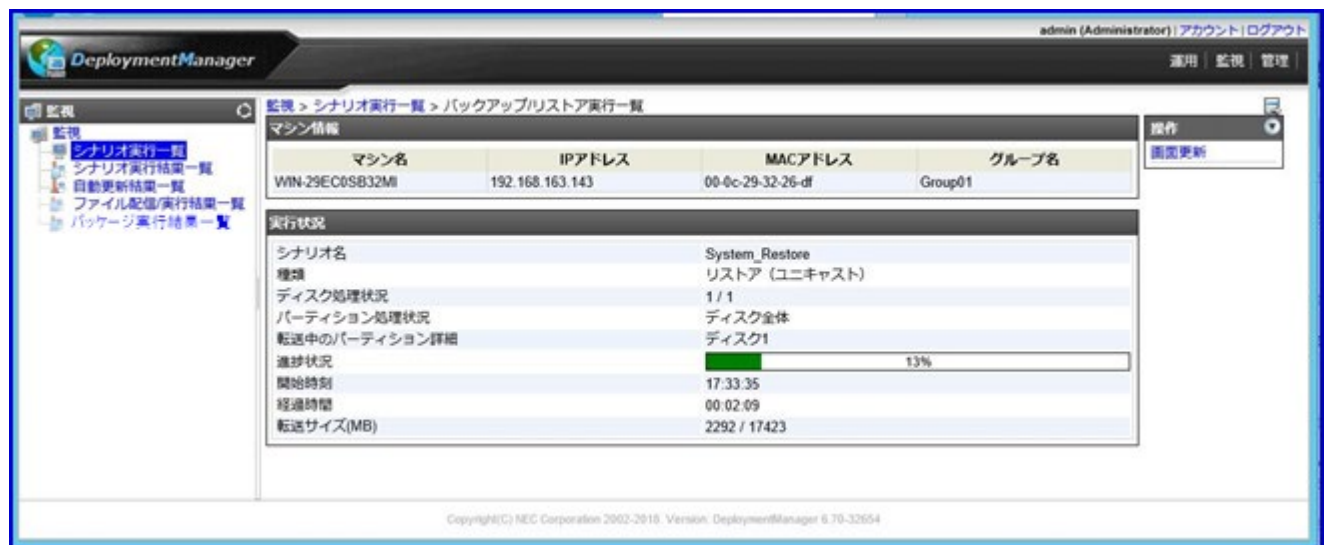 admin (Administrator) | アカウント | ログアウト
DeploymentManager
運用 | 監視 | 管理
監視
監視
シナリオ実行一覧
シナリオ実行結果一覧
自動更新結果一覧
ファイル配信/実行結果一覧
パッケージ実行結果一覧
監視 > シナリオ実行一覧 > バックアップ/リストア実行一覧
マシン情報
マシン名 IPアドレス MACアドレス グループ名
WIN-29EC0SB32MI 192.168.163.143 00-0c-29-32-26-df Group01
実行状況
シナリオ名 System_Restore
種類 リストア（ユニキャスト）
ディスク処理状況 1 / 1
パーティション処理状況 ディスク全体
転送中のパーティション詳細 ディスク1
進捗状況 13%
開始時刻 17:33:35
経過時間 00:02:09
転送サイズ(MB) 2292 / 17423
操作
画面更新
Copyright(C) NEC Corporation 2002-2018. Version: DeploymentManager 6.70-32654